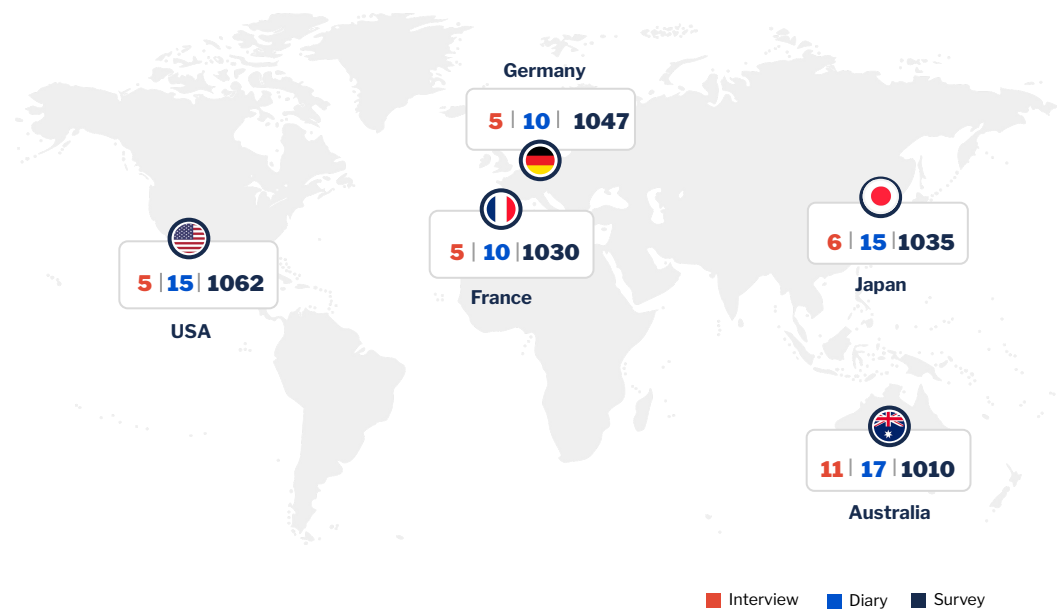 Germany
5 | 10 | 1047
5 | 10 | 1030
France
5 | 15 | 1062
USA
6 | 15 | 1035
Japan
11 | 17 | 1010
Australia
Interview Diary Survey